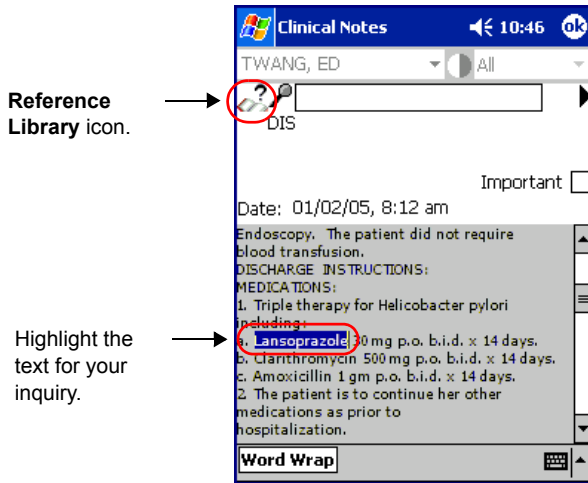 Clinical Notes 10:46 ok
TWANG, ED All
Reference
Library icon.
?
DIS
Important
Date: 01/02/05, 8:12 am
Endoscopy. The patient did not require
blood transfusion.
DISCHARGE INSTRUCTIONS:
MEDICATIONS:
1. Triple therapy for Helicobacter pylori
including:
a. Lansoprazole 30 mg p.o. b.i.d. x 14 days.
b. Clarithromycin 500 mg p.o. b.i.d. x 14 days.
c. Amoxicillin 1 gm p.o. b.i.d. x 14 days.
2. The patient is to continue her other
medications as prior to
hospitalization.
Highlight the
text for your
inquiry.
Word Wrap